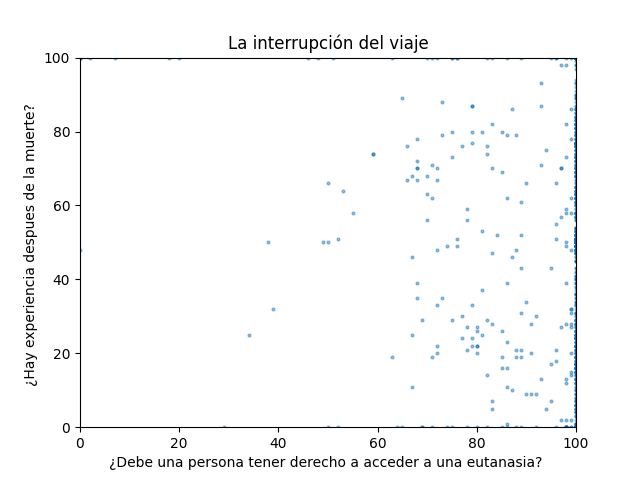 La interrupción del viaje
100
80
60
40
20
0
¿Hay experiencia despues de la muerte?
0 20 40 60 80 100
¿Debe una persona tener derecho a acceder a una eutanasia?